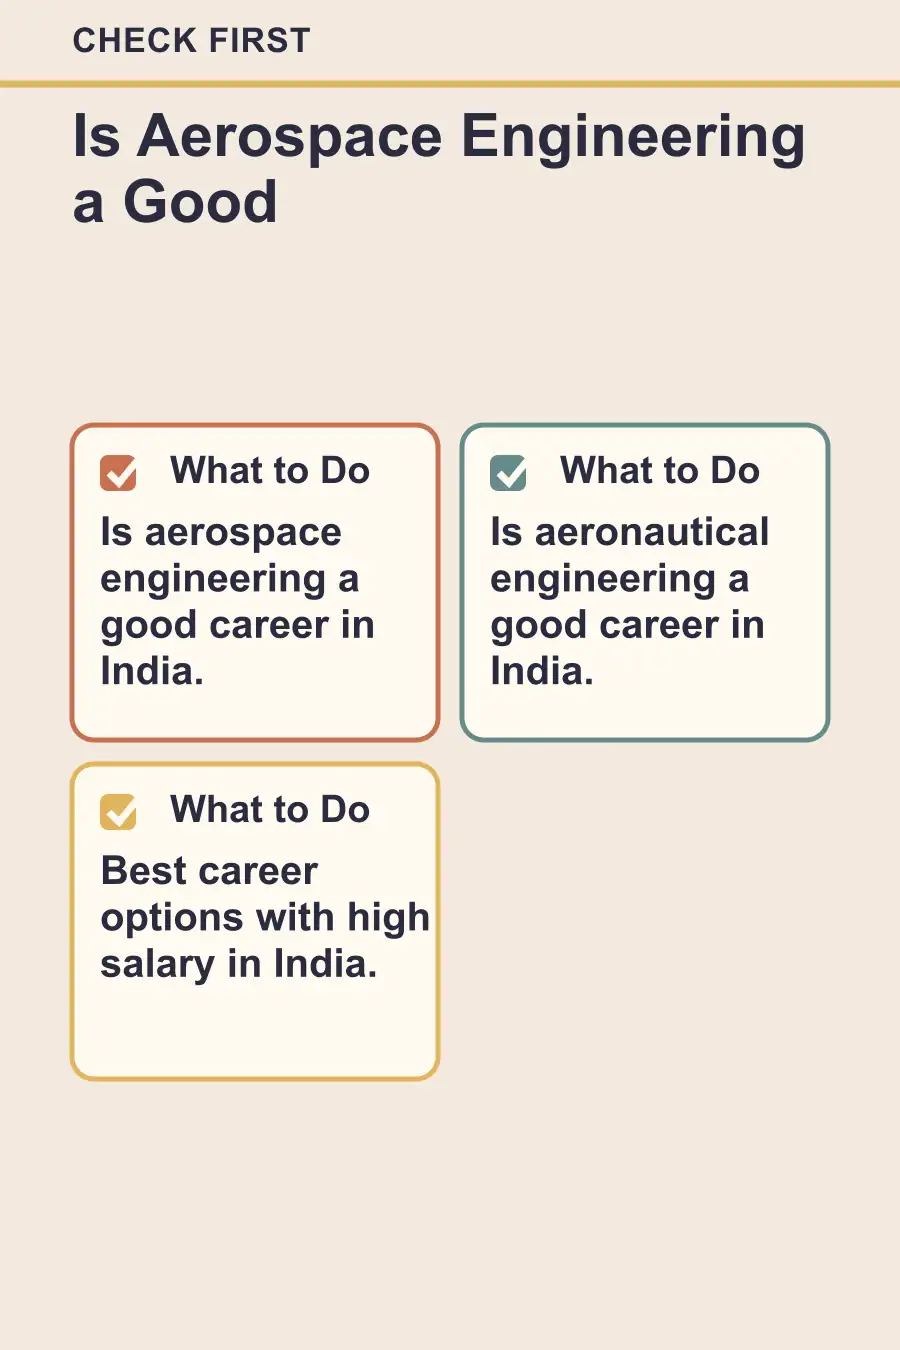 CHECK FIRST
Is Aerospace Engineering
a Good
What to Do
Is aerospace
engineering a
good career in
India.
What to Do
Is aeronautical
engineering a
good career in
India.
What to Do
Best career
options with high
salary in India.